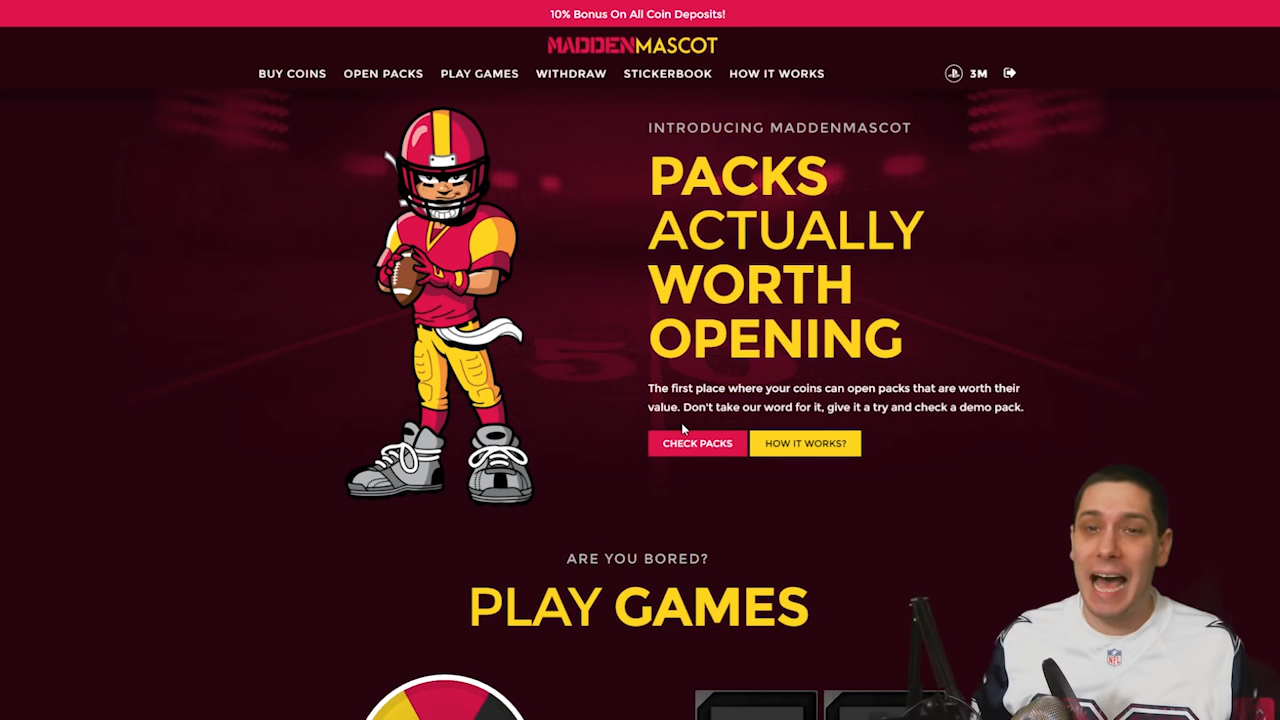 10% Bonus On All Coin Deposits!
MADDENMASCOT
BUY COINS OPEN PACKS PLAY GAMES WITHDRAW STICKERBOOK HOW IT WORKS 3M
INTRODUCING MADDENMASCOT
PACKS
ACTUALLY
WORTH
OPENING
The first place where your coins can open packs that are worth their
value. Don't take our word for it, give it a try and check a demo pack.
CHECK PACKS HOW IT WORKS?
ARE YOU BORED?
PLAY GAMES
50
NFL